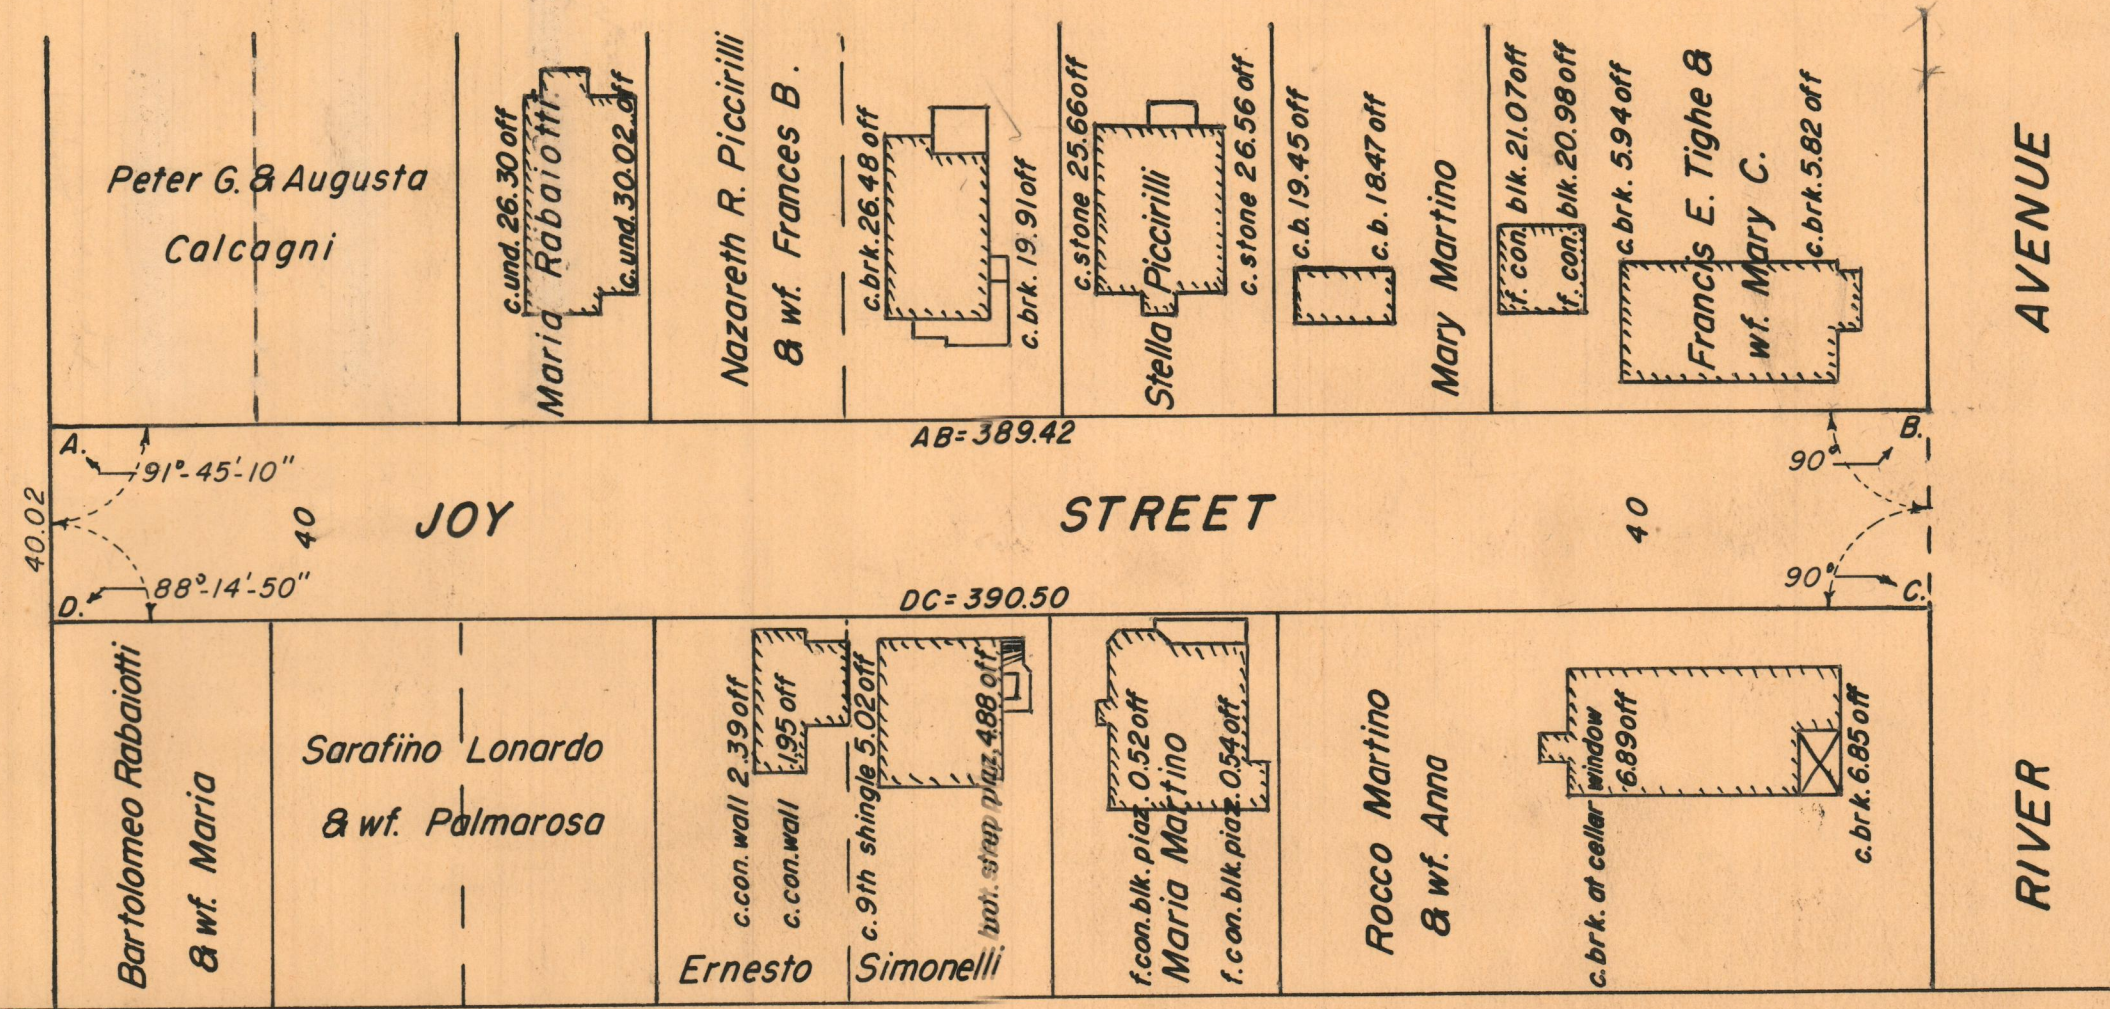 Peter G. & Augusta
Calcagni
c.und. 26.30 off
Maria Rabaiotti
c.und. 30.02 off
Nazareth R. Piccirilli
& wf. Frances B.
c.brk. 26.48 off
c.brk. 19.91 off
c.stone 25.66 off
Stella Piccirilli
c.stone 26.56 off
c.b. 19.45 off
c.b. 18.47 off
Mary Martino
f. con. blk. 21.07 off
f. con. blk. 20.98 off
c.brk. 5.94 off
Francis E. Tighe &
wf. Mary C.
c.brk. 5.82 off
AVENUE
A.
91°-45'-10"
AB=389.42
B.
90°
40.02
40
JOY
STREET
40
D.
88°-14'-50"
DC=390.50
90°
C.
Bartolomeo Rabaiotti
& wf. Maria
Sarafino Lonardo
& wf. Palmarosa
c.con.wall 2.39 off
c.con.wall 1.95 off
c.9th shingle 5.02 off
piaz. 4.88 off
Ernesto Simonelli
f.con.blk.piaz. 0.52 off
Maria Martino
f.con.blk.piaz. 0.54 off
Rocco Martino
& wf. Anna
c.brk. at cellar window
6.89 off
c.brk. 6.85 off
RIVER